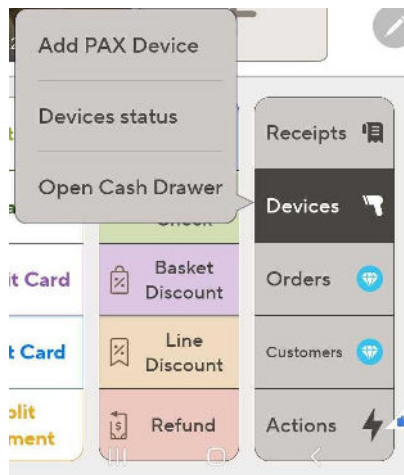 Add PAX Device
Devices status
Open Cash Drawer
Receipts
Devices
Check
Basket
Discount
Orders
it Card
Line
Discount
Customers
t Card
Refund
Actions
plit
ment